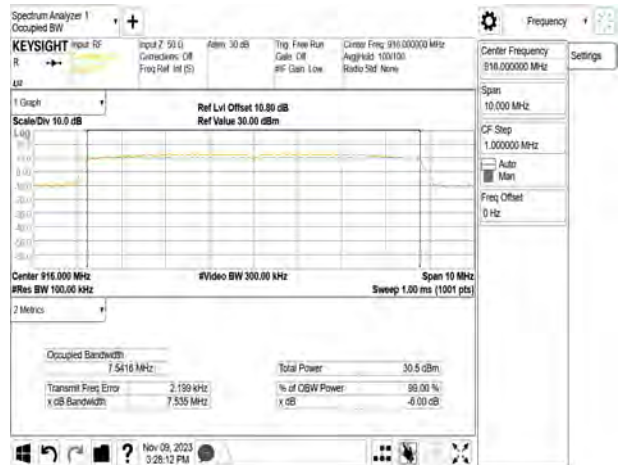 Spectrum Analyzer 1
Occupied BW
+
Frequency
KEYSIGHT Input: RF
R
Input Z: 50 Ω
Corrections: Off
Freq Ref: Int (S)
Atten: 30 dB
Trig: Free Run
Gate: Off
#IF Gain: Low
Center Freq: 916.000000 MHz
Avg|Hold: 100/100
Radio Std: None
Center Frequency
916.000000 MHz
Settings
Span
10.000 MHz
CF Step
1.000000 MHz
Auto
Man
Freq Offset
0 Hz
1 Graph
Scale/Div 10.0 dB
Ref Lvl Offset 10.80 dB
Ref Value 30.00 dBm
Log
Center 916.000 MHz
#Res BW 100.00 kHz
#Video BW 300.00 kHz
Span 10 MHz
Sweep 1.00 ms (1001 pts)
2 Metrics
Occupied Bandwidth
7.5416 MHz
Total Power 30.5 dBm
Transmit Freq Error 2.199 kHz
% of OBW Power 99.00 %
x dB Bandwidth 7.535 MHz
x dB -6.00 dB
?
Nov 09, 2023
3:26:12 PM